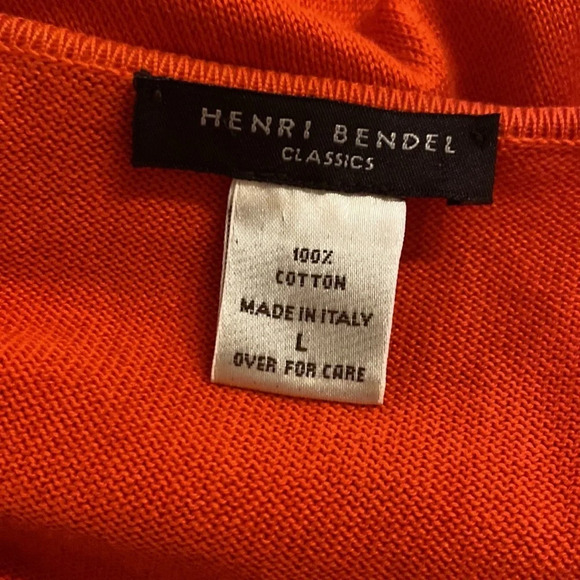 HENRI BENDEL
CLASSICS
100%
COTTON
MADE IN ITALY
L
OVER FOR CARE